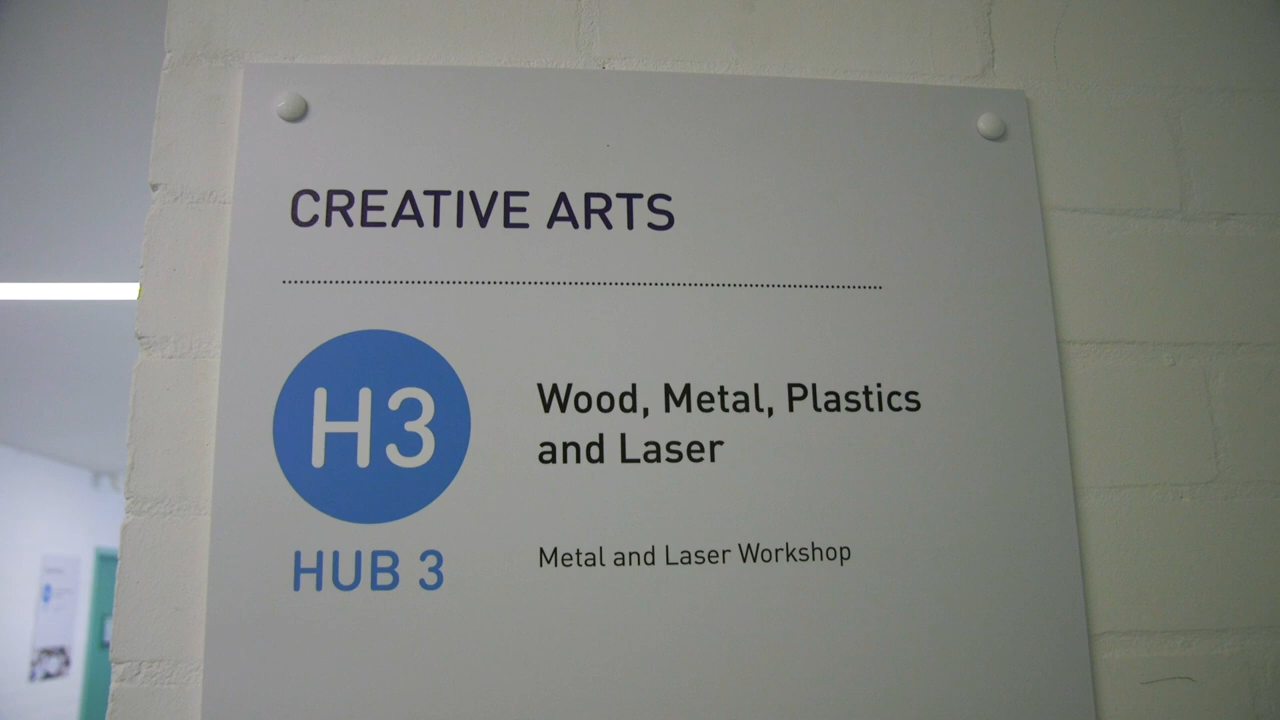 CREATIVE ARTS
H3
HUB 3
Wood, Metal, Plastics
and Laser
Metal and Laser Workshop